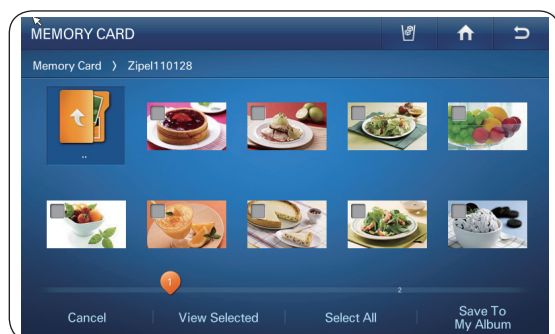 MEMORY CARD
Memory Card > Zipel110128
..
1
2
Cancel
View Selected
Select All
Save To
My Album